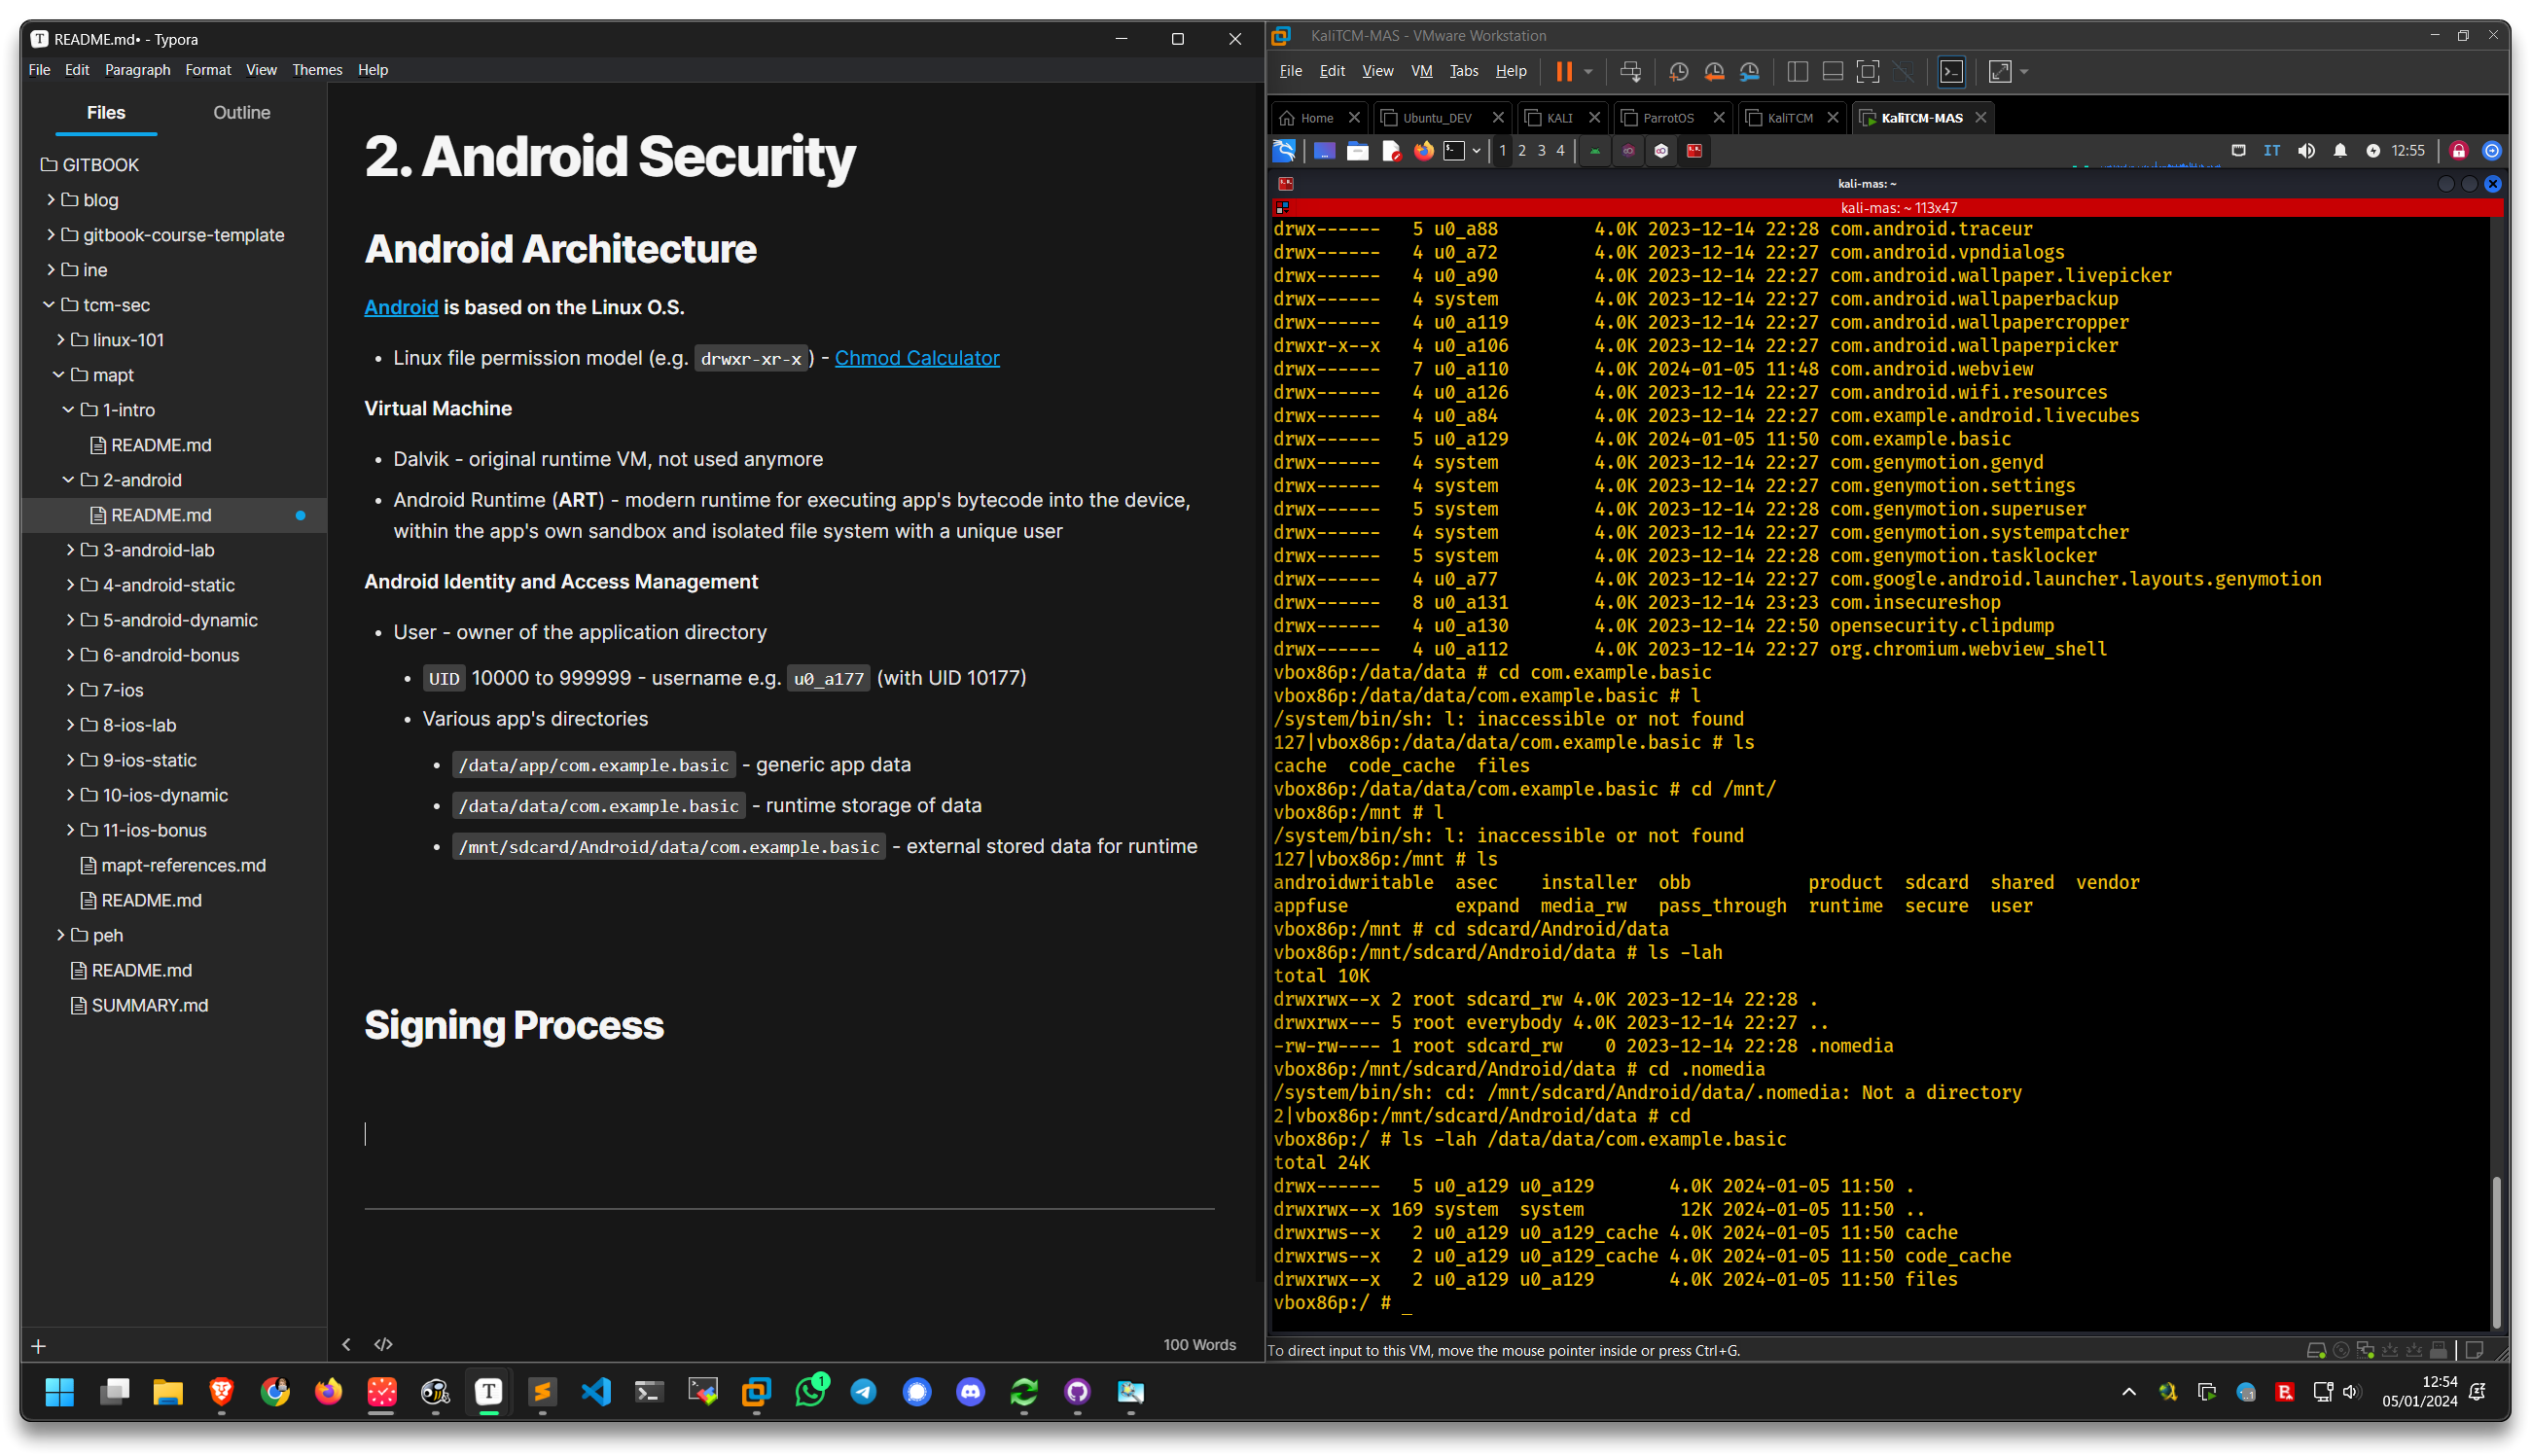 README.md• - Typora
File Edit Paragraph Format View Themes Help
Files Outline
GITBOOK
blog
gitbook-course-template
ine
tcm-sec
linux-101
mapt
1-intro
README.md
2-android
README.md
3-android-lab
4-android-static
5-android-dynamic
6-android-bonus
7-ios
8-ios-lab
9-ios-static
10-ios-dynamic
11-ios-bonus
mapt-references.md
README.md
peh
README.md
SUMMARY.md
2. Android Security
Android Architecture
Android is based on the Linux O.S.
• Linux file permission model (e.g. drwxr-xr-x) - Chmod Calculator
Virtual Machine
• Dalvik - original runtime VM, not used anymore
• Android Runtime (ART) - modern runtime for executing app's bytecode into the device,
within the app's own sandbox and isolated file system with a unique user
Android Identity and Access Management
• User - owner of the application directory
• UID 10000 to 999999 - username e.g. u0_a177 (with UID 10177)
• Various app's directories
• /data/app/com.example.basic - generic app data
• /data/data/com.example.basic - runtime storage of data
• /mnt/sdcard/Android/data/com.example.basic - external stored data for runtime
Signing Process
100 Words
KaliTCM-MAS - VMware Workstation
File Edit View VM Tabs Help
Home Ubuntu_DEV KALI ParrotOS KaliTCM KaliTCM-MAS
1 2 3 4 IT 12:55
kali-mas: ~
kali-mas: ~ 113x47
drwx------   5 u0_a88         4.0K 2023-12-14 22:28 com.android.traceur
drwx------   4 u0_a72         4.0K 2023-12-14 22:27 com.android.vpndialogs
drwx------   4 u0_a90         4.0K 2023-12-14 22:27 com.android.wallpaper.livepicker
drwx------   4 system         4.0K 2023-12-14 22:27 com.android.wallpaperbackup
drwx------   4 u0_a119        4.0K 2023-12-14 22:27 com.android.wallpapercropper
drwxr-x--x   4 u0_a106        4.0K 2023-12-14 22:27 com.android.wallpaperpicker
drwx------   7 u0_a110        4.0K 2024-01-05 11:48 com.android.webview
drwx------   4 u0_a126        4.0K 2023-12-14 22:27 com.android.wifi.resources
drwx------   4 u0_a84         4.0K 2023-12-14 22:27 com.example.android.livecubes
drwx------   5 u0_a129        4.0K 2024-01-05 11:50 com.example.basic
drwx------   4 system         4.0K 2023-12-14 22:27 com.genymotion.genyd
drwx------   4 system         4.0K 2023-12-14 22:27 com.genymotion.settings
drwx------   5 system         4.0K 2023-12-14 22:28 com.genymotion.superuser
drwx------   4 system         4.0K 2023-12-14 22:27 com.genymotion.systempatcher
drwx------   5 system         4.0K 2023-12-14 22:28 com.genymotion.tasklocker
drwx------   4 u0_a77         4.0K 2023-12-14 22:27 com.google.android.launcher.layouts.genymotion
drwx------   8 u0_a131        4.0K 2023-12-14 23:23 com.insecureshop
drwx------   4 u0_a130        4.0K 2023-12-14 22:50 opensecurity.clipdump
drwx------   4 u0_a112        4.0K 2023-12-14 22:27 org.chromium.webview_shell
vbox86p:/data/data # cd com.example.basic
vbox86p:/data/data/com.example.basic # l
/system/bin/sh: l: inaccessible or not found
127|vbox86p:/data/data/com.example.basic # ls
cache  code_cache  files
vbox86p:/data/data/com.example.basic # cd /mnt/
vbox86p:/mnt # l
/system/bin/sh: l: inaccessible or not found
127|vbox86p:/mnt # ls
androidwritable  asec    installer  obb           product  sdcard  shared  vendor
appfuse          expand  media_rw   pass_through  runtime  secure  user
vbox86p:/mnt # cd sdcard/Android/data
vbox86p:/mnt/sdcard/Android/data # ls -lah
total 10K
drwxrwx--x 2 root sdcard_rw 4.0K 2023-12-14 22:28 .
drwxrwx--- 5 root everybody 4.0K 2023-12-14 22:27 ..
-rw-rw---- 1 root sdcard_rw    0 2023-12-14 22:28 .nomedia
vbox86p:/mnt/sdcard/Android/data # cd .nomedia
/system/bin/sh: cd: /mnt/sdcard/Android/data/.nomedia: Not a directory
2|vbox86p:/mnt/sdcard/Android/data # cd
vbox86p:/ # ls -lah /data/data/com.example.basic
total 24K
drwx------   5 u0_a129 u0_a129       4.0K 2024-01-05 11:50 .
drwxrwx--x 169 system  system         12K 2024-01-05 11:50 ..
drwxrws--x   2 u0_a129 u0_a129_cache 4.0K 2024-01-05 11:50 cache
drwxrws--x   2 u0_a129 u0_a129_cache 4.0K 2024-01-05 11:50 code_cache
drwxrwx--x   2 u0_a129 u0_a129       4.0K 2024-01-05 11:50 files
vbox86p:/ # _
To direct input to this VM, move the mouse pointer inside or press Ctrl+G.
1
12:54
05/01/2024